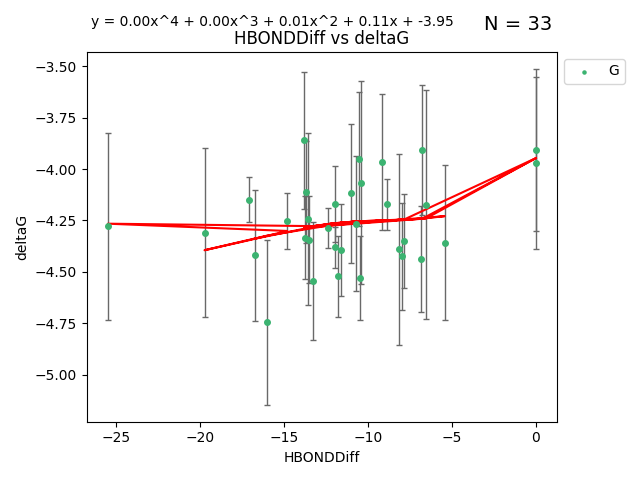 y = 0.00x^4 + 0.00x^3 + 0.01x^2 + 0.11x + -3.95
N = 33
HBONDDiff vs deltaG
G
−3.50
−3.75
−4.00
−4.25
−4.50
−4.75
−5.00
deltaG
−25
−20
−15
−10
−5
0
HBONDDiff